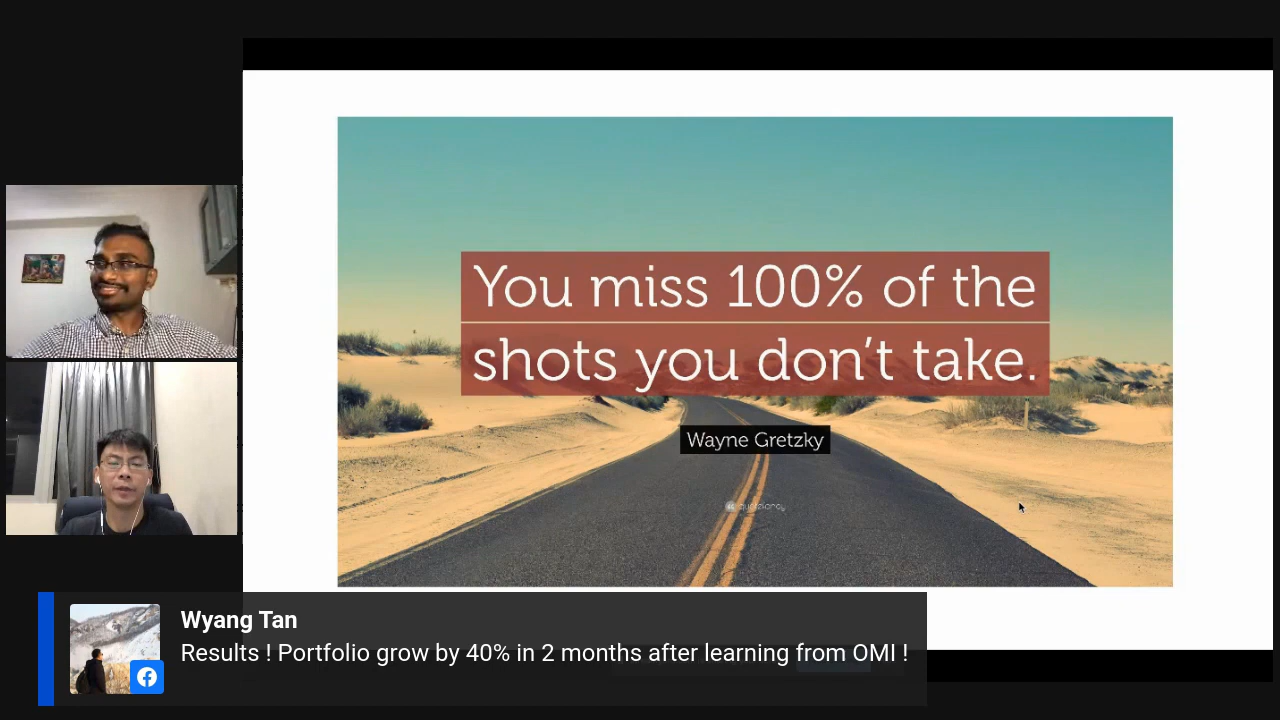 You miss 100% of the
shots you don't take.
Wayne Gretzky
Wyang Tan
Results ! Portfolio grow by 40% in 2 months after learning from OMI !